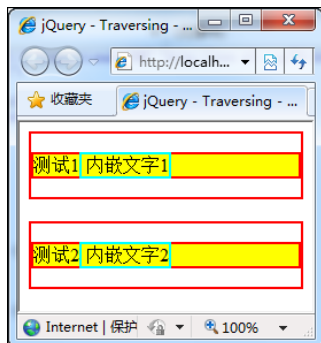 jQuery - Traversing - ...
http://localh...
收藏夹
jQuery - Traversing - ...
测试1 内嵌文字1
测试2 内嵌文字2
Internet | 保护
100%